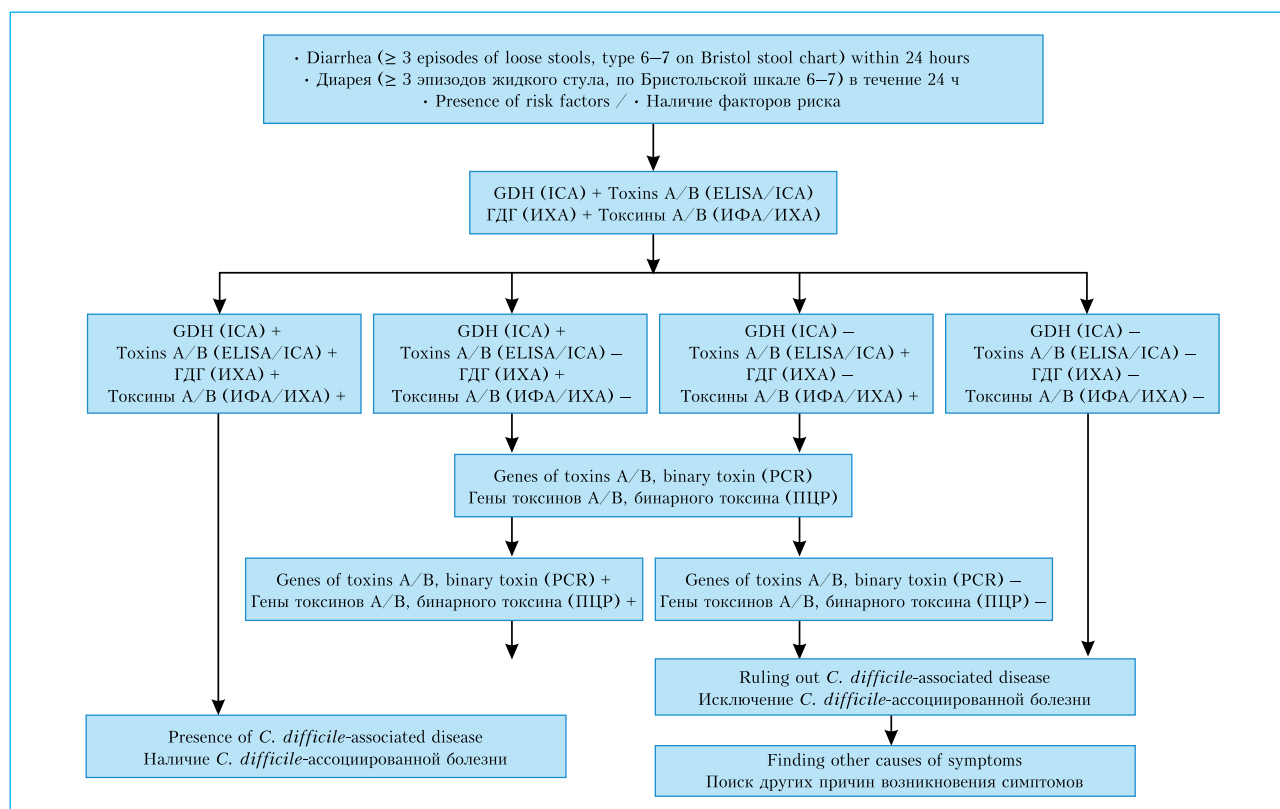 · Diarrhea (≥ 3 episodes of loose stools, type 6–7 on Bristol stool chart) within 24 hours
· Диарея (≥ 3 эпизодов жидкого стула, по Бристольской шкале 6–7) в течение 24 ч
· Presence of risk factors / · Наличие факторов риска
GDH (ICA) + Toxins A/B (ELISA/ICA)
ГДГ (ИХА) + Токсины А/В (ИФА/ИХА)
GDH (ICA) +
Toxins A/B (ELISA/ICA) +
ГДГ (ИХА) +
Токсины А/В (ИФА/ИХА) +
GDH (ICA) +
Toxins A/B (ELISA/ICA) –
ГДГ (ИХА) +
Токсины А/В (ИФА/ИХА) –
GDH (ICA) –
Toxins A/B (ELISA/ICA) +
ГДГ (ИХА) –
Токсины А/В (ИФА/ИХА) +
GDH (ICA) –
Toxins A/B (ELISA/ICA) –
ГДГ (ИХА) –
Токсины А/В (ИФА/ИХА) –
Genes of toxins A/B, binary toxin (PCR)
Гены токсинов А/В, бинарного токсина (ПЦР)
Genes of toxins A/B, binary toxin (PCR) +
Гены токсинов А/В, бинарного токсина (ПЦР) +
Genes of toxins A/B, binary toxin (PCR) –
Гены токсинов А/В, бинарного токсина (ПЦР) –
Ruling out C. difficile-associated disease
Исключение C. difficile-ассоциированной болезни
Presence of C. difficile-associated disease
Наличие C. difficile-ассоциированной болезни
Finding other causes of symptoms
Поиск других причин возникновения симптомов